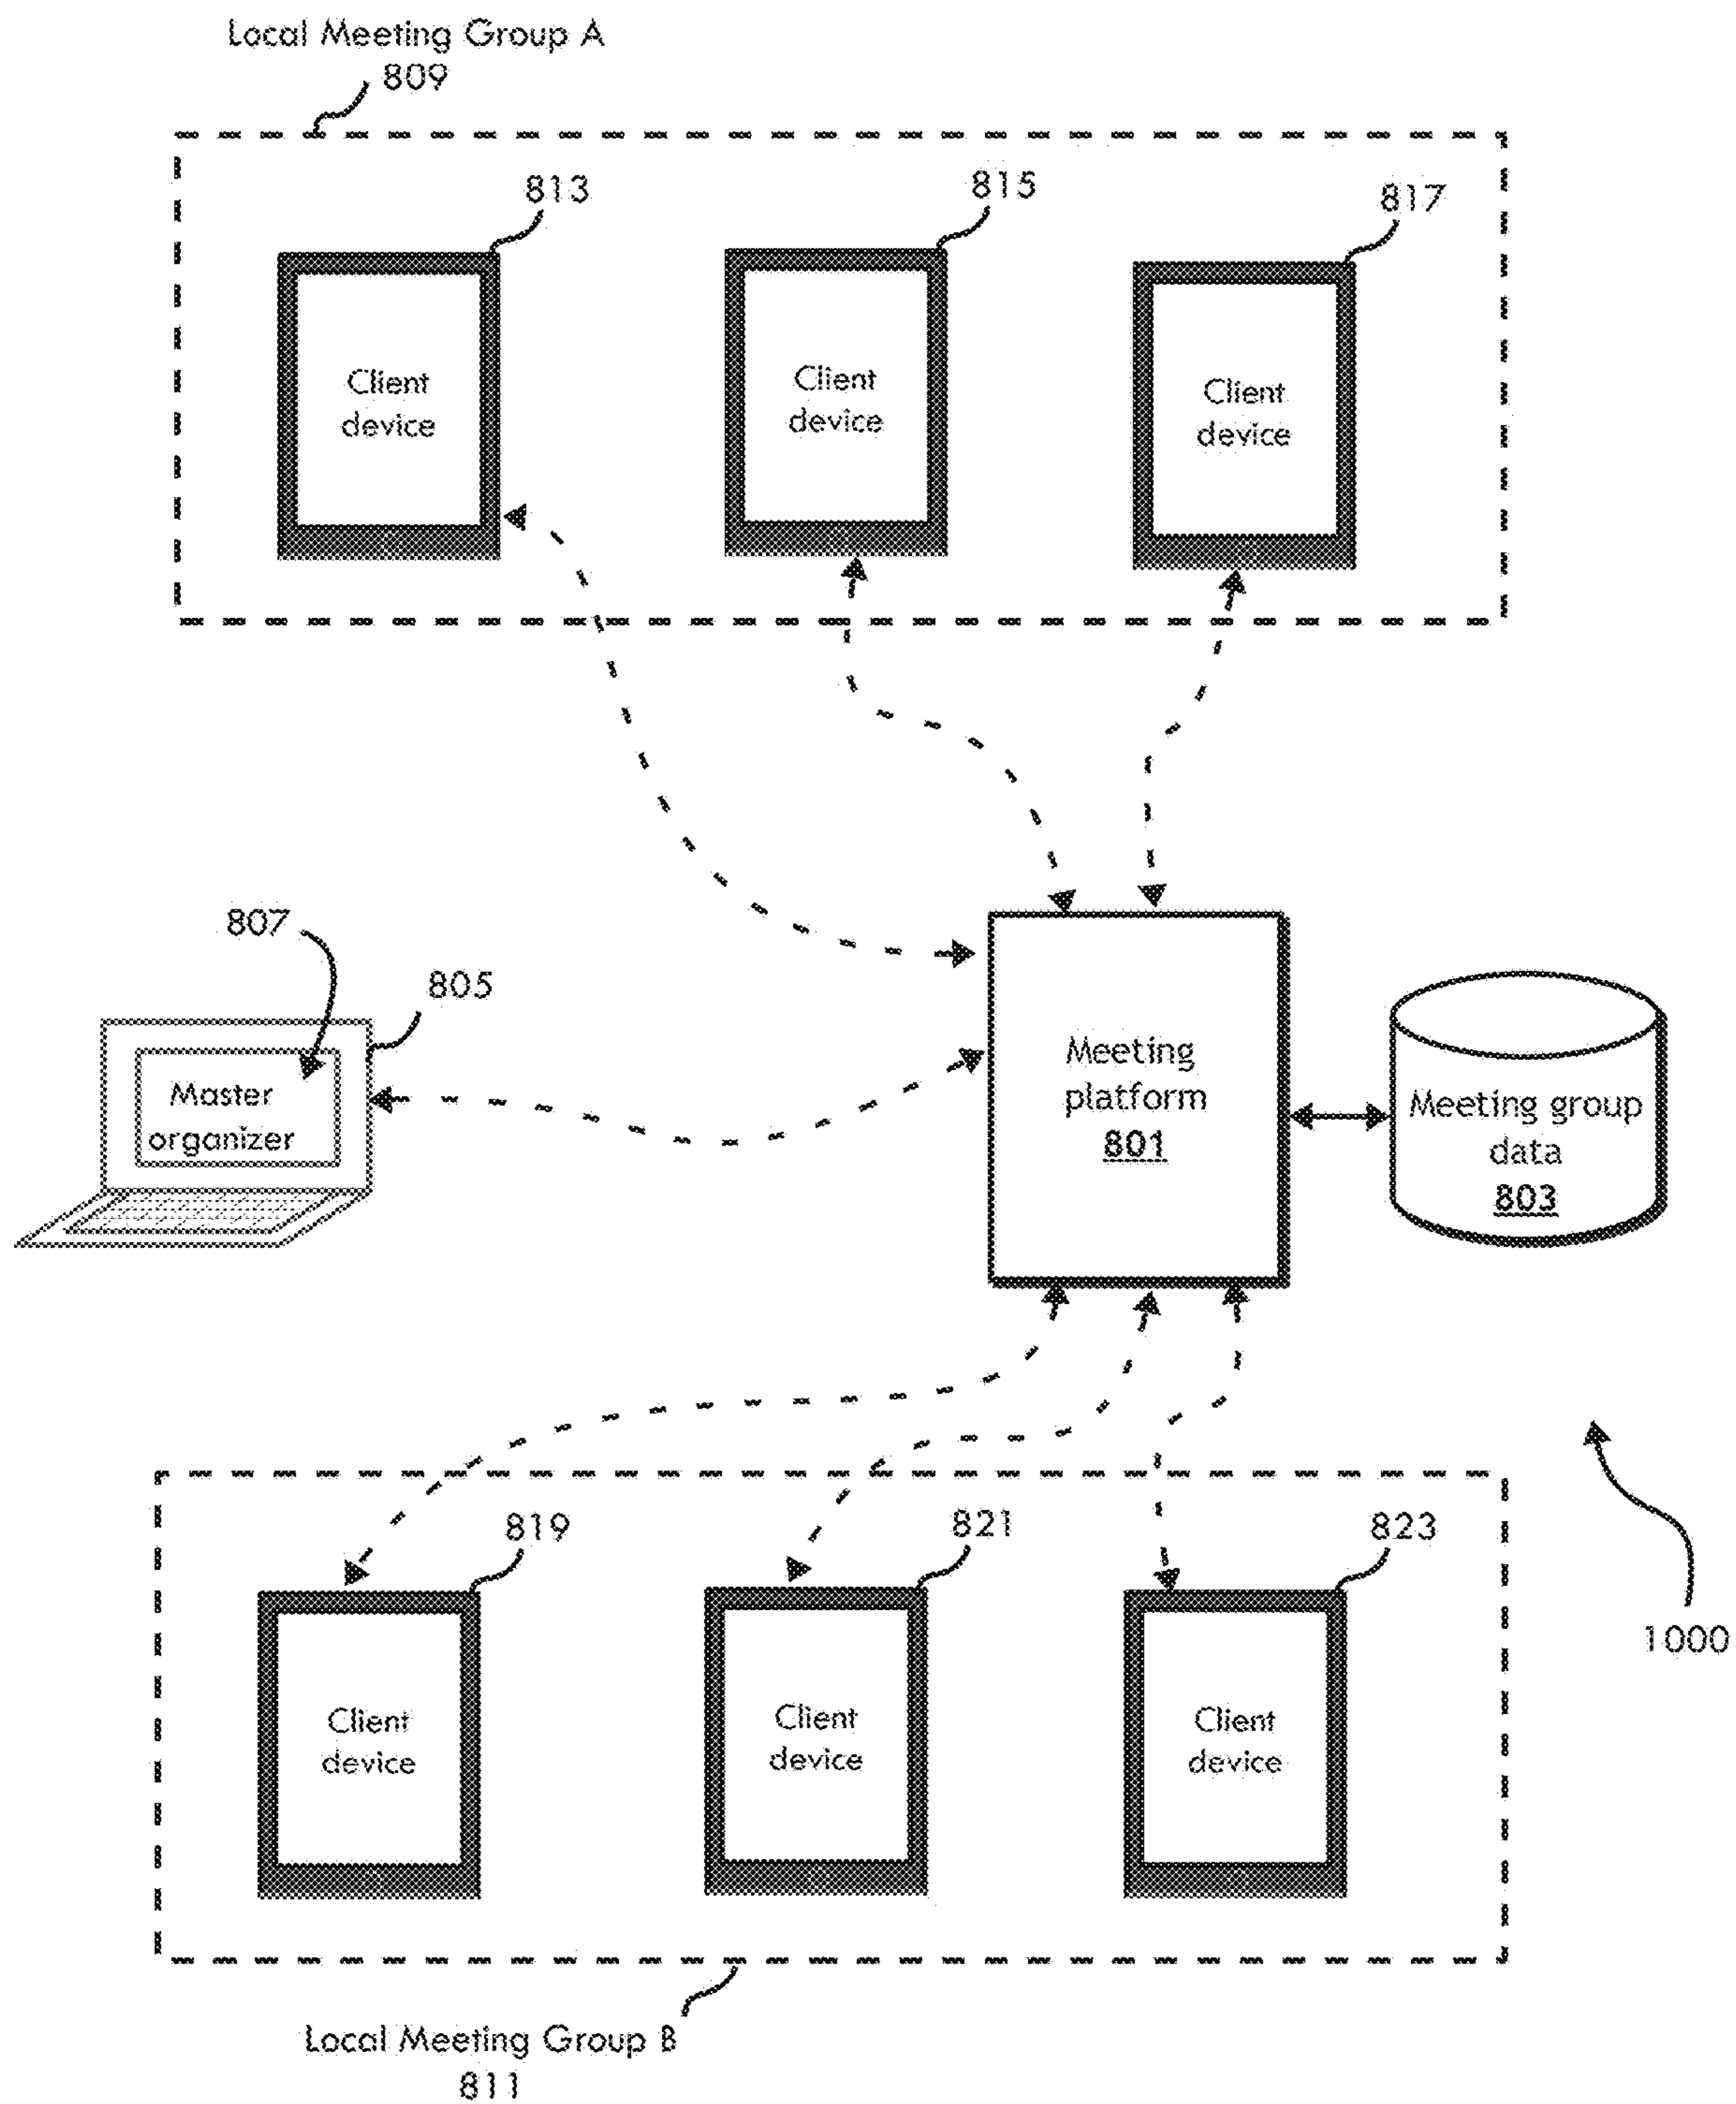 Local Meeting Group A
809
813
815
817
Client
device
Client
device
Client
device
807
805
Master
organizer
Meeting
platform
801
Meeting group
data
803
819
821
823
1000
Client
device
Client
device
Client
device
Local Meeting Group B
811